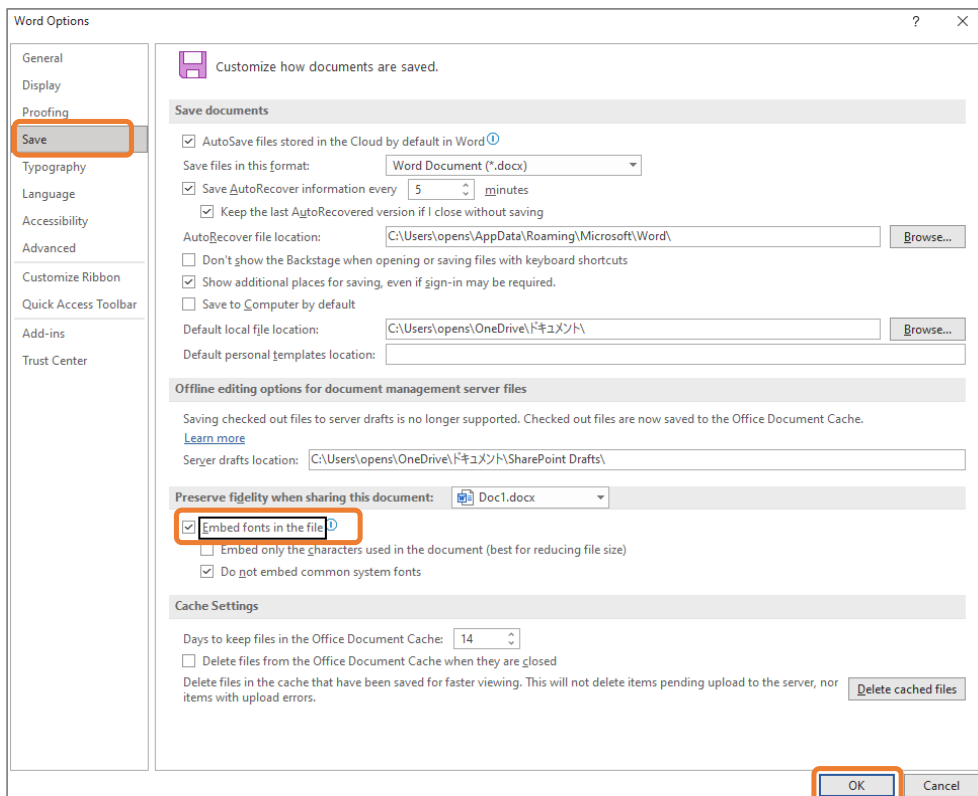 Word Options
?
General
Display
Proofing
Save
Typography
Language
Accessibility
Advanced
Customize Ribbon
Quick Access Toolbar
Add-ins
Trust Center
Customize how documents are saved.
Save documents
AutoSave files stored in the Cloud by default in Word
Save files in this format: Word Document (*.docx)
Save AutoRecover information every 5 minutes
Keep the last AutoRecovered version if I close without saving
AutoRecover file location: C:\Users\opens\AppData\Roaming\Microsoft\Word\ Browse...
Don't show the Backstage when opening or saving files with keyboard shortcuts
Show additional places for saving, even if sign-in may be required.
Save to Computer by default
Default local file location: C:\Users\opens\OneDrive\ドキュメント\ Browse...
Default personal templates location:
Offline editing options for document management server files
Saving checked out files to server drafts is no longer supported. Checked out files are now saved to the Office Document Cache.
Learn more
Server drafts location: C:\Users\opens\OneDrive\ドキュメント\SharePoint Drafts\
Preserve fidelity when sharing this document: Doc1.docx
Embed fonts in the file
Embed only the characters used in the document (best for reducing file size)
Do not embed common system fonts
Cache Settings
Days to keep files in the Office Document Cache: 14
Delete files from the Office Document Cache when they are closed
Delete files in the cache that have been saved for faster viewing. This will not delete items pending upload to the server, nor
items with upload errors.
Delete cached files
OK Cancel